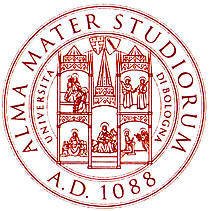 ALMA MATER STUDIORUM
A.D. 1088
UNIVERSITÀ
DI BOLOGNA